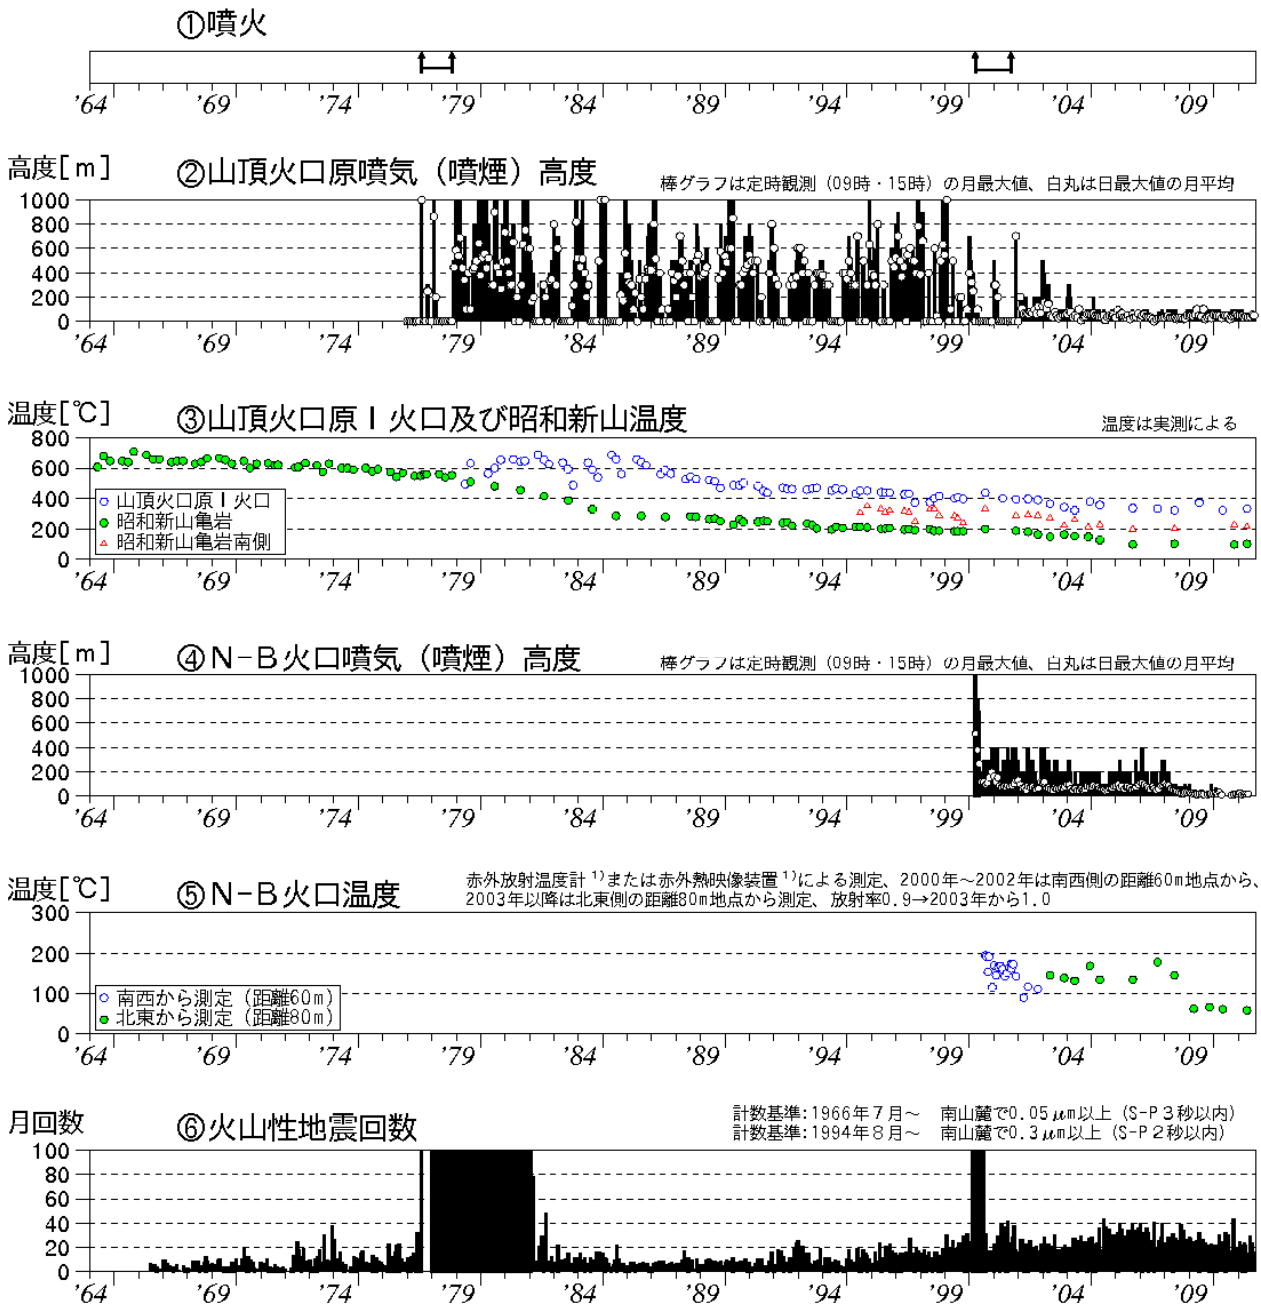 ①噴火
'64 '69 '74 '79 '84 '89 '94 '99 '04 '09
高度[m] ②山頂火口原噴気（噴煙）高度
棒グラフは定時観測（09時・15時）の月最大値、白丸は日最大値の月平均
1000
800
600
400
200
0
'64 '69 '74 '79 '84 '89 '94 '99 '04 '09
温度[℃] ③山頂火口原Ⅰ火口及び昭和新山温度
温度は実測による
800
600
400
200
0
山頂火口原Ⅰ火口
昭和新山亀岩
昭和新山亀岩南側
'64 '69 '74 '79 '84 '89 '94 '99 '04 '09
高度[m] ④N-B火口噴気（噴煙）高度
棒グラフは定時観測（09時・15時）の月最大値、白丸は日最大値の月平均
1000
800
600
400
200
0
'64 '69 '74 '79 '84 '89 '94 '99 '04 '09
温度[℃] ⑤N-B火口温度
赤外放射温度計1)または赤外熱映像装置1)による測定、2000年～2002年は南西側の距離60m地点から、
2003年以降は北東側の距離80m地点から測定、放射率0.9→2003年から1.0
300
200
100
0
南西から測定（距離60m）
北東から測定（距離80m）
'64 '69 '74 '79 '84 '89 '94 '99 '04 '09
月回数 ⑥火山性地震回数
計数基準:1966年7月～ 南山麓で0.05μm以上（S-P3秒以内）
計数基準:1994年8月～ 南山麓で0.3μm以上（S-P2秒以内）
100
80
60
40
20
0
'64 '69 '74 '79 '84 '89 '94 '99 '04 '09